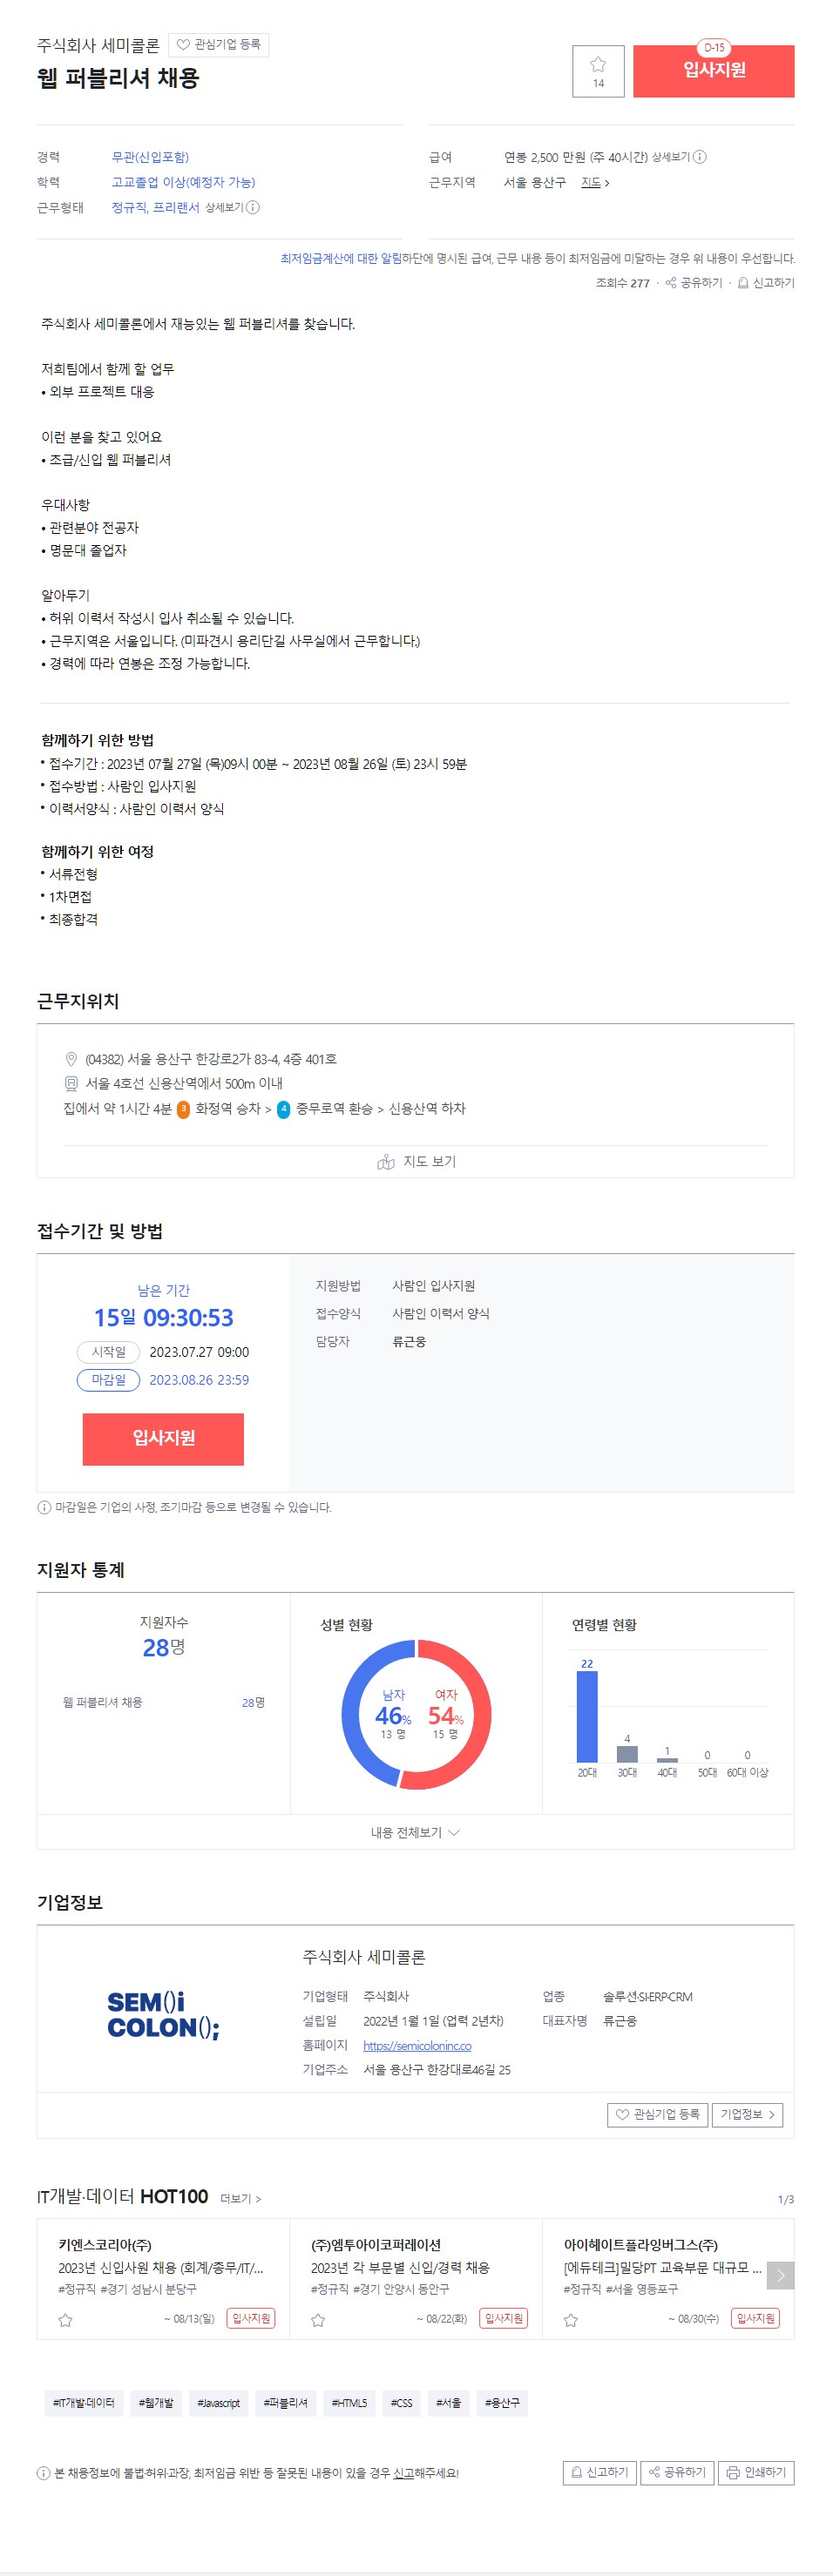 주식회사 세미콜론 관심기업 등록
웹 퍼블리셔 채용
14
D-15
입사지원
경력 무관(신입포함)
학력 고교졸업 이상(예정자 가능)
근무형태 정규직, 프리랜서 상세보기
급여 연봉 2,500 만원 (주 40시간) 상세보기
근무지역 서울 용산구 지도 >
최저임금계산에 대한 알림하단에 명시된 급여, 근무 내용 등이 최저임금에 미달하는 경우 위 내용이 우선합니다.
조회수 277 · 공유하기 · 신고하기
주식회사 세미콜론에서 재능있는 웹 퍼블리셔를 찾습니다.
저희팀에서 함께 할 업무
• 외부 프로젝트 대응
이런 분을 찾고 있어요
• 초급/신입 웹 퍼블리셔
우대사항
• 관련분야 전공자
• 명문대 졸업자
알아두기
• 허위 이력서 작성시 입사 취소될 수 있습니다.
• 근무지역은 서울입니다. (미파견시 용리단길 사무실에서 근무합니다.)
• 경력에 따라 연봉은 조정 가능합니다.
함께하기 위한 방법
• 접수기간 : 2023년 07월 27일 (목)09시 00분 ~ 2023년 08월 26일 (토) 23시 59분
• 접수방법 : 사람인 입사지원
• 이력서양식 : 사람인 이력서 양식
함께하기 위한 여정
• 서류전형
• 1차면접
• 최종합격
근무지위치
(04382) 서울 용산구 한강로2가 83-4, 4층 401호
서울 4호선 신용산역에서 500m 이내
집에서 약 1시간 4분 3 화정역 승차 > 4 충무로역 환승 > 신용산역 하차
지도 보기
접수기간 및 방법
남은 기간
15일 09:30:53
시작일 2023.07.27 09:00
마감일 2023.08.26 23:59
입사지원
지원방법 사람인 입사지원
접수양식 사람인 이력서 양식
담당자 류근웅
마감일은 기업의 사정, 조기마감 등으로 변경될 수 있습니다.
지원자 통계
지원자수
28명
웹 퍼블리셔 채용 28명
성별 현황
남자 여자
46% 54%
13 명 15 명
연령별 현황
22 4 1 0 0
20대 30대 40대 50대 60대 이상
내용 전체보기
기업정보
SEM()i
COLON();
주식회사 세미콜론
기업형태 주식회사 업종 솔루션·SI·ERP·CRM
설립일 2022년 1월 1일 (업력 2년차) 대표자명 류근웅
홈페이지 https://semicoloninc.co
기업주소 서울 용산구 한강대로46길 25
관심기업 등록 기업정보 >
IT개발·데이터 HOT100 더보기 > 1/3
키엔스코리아(주)
2023년 신입사원 채용 (회계/총무/IT/...
#정규직 #경기 성남시 분당구
~ 08/13(일) 입사지원
(주)엠투아이코퍼레이션
2023년 각 부문별 신입/경력 채용
#정규직 #경기 안양시 동안구
~ 08/22(화) 입사지원
아이헤이트플라잉버그스(주)
[에듀테크]밀당PT 교육부문 대규모 ...
#정규직 #서울 영등포구
~ 08/30(수) 입사지원
#IT개발·데이터 #웹개발 #Javascript #퍼블리셔 #HTML5 #CSS #서울 #용산구
본 채용정보에 불법·허위·과장, 최저임금 위반 등 잘못된 내용이 있을 경우 신고해주세요!
신고하기 공유하기 인쇄하기